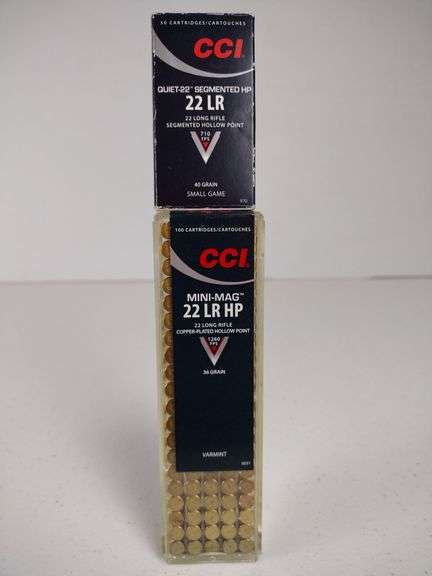 50 CARTRIDGES/CARTOUCHES
CCI
QUIET-22™ SEGMENTED HP
22 LR
22 LONG RIFLE
SEGMENTED HOLLOW POINT
710
FPS
40 GRAIN
SMALL GAME
970
100 CARTRIDGES/CARTOUCHES
CCI
MINI-MAG™
22 LR HP
22 LONG RIFLE
COPPER-PLATED HOLLOW POINT
1260
FPS
36 GRAIN
VARMINT